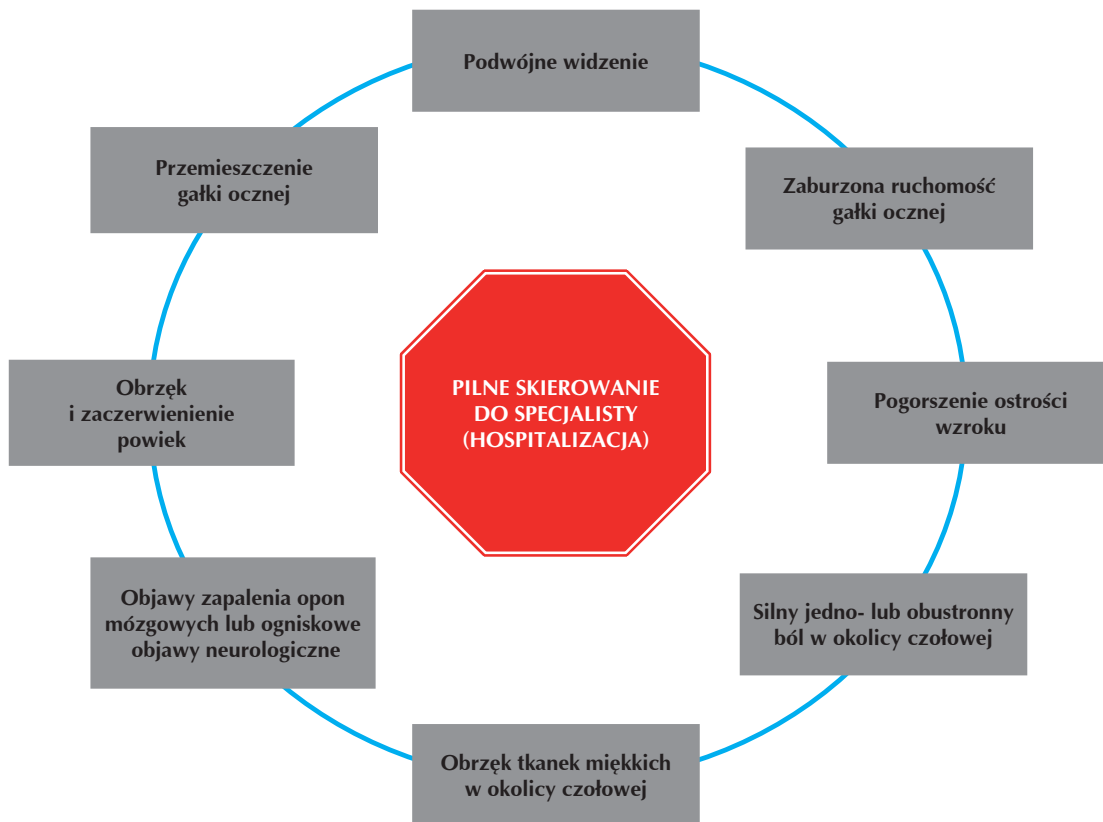 Podwójne widzenie
Przemieszczenie
gałki ocznej
Zaburzona ruchomość
gałki ocznej
PILNE SKIEROWANIE
DO SPECJALISTY
(HOSPITALIZACJA)
Obrzęk
i zaczerwienienie
powiek
Pogorszenie ostrości
wzroku
Objawy zapalenia opon
mózgowych lub ogniskowe
objawy neurologiczne
Silny jedno- lub obustronny
ból w okolicy czołowej
Obrzęk tkanek miękkich
w okolicy czołowej